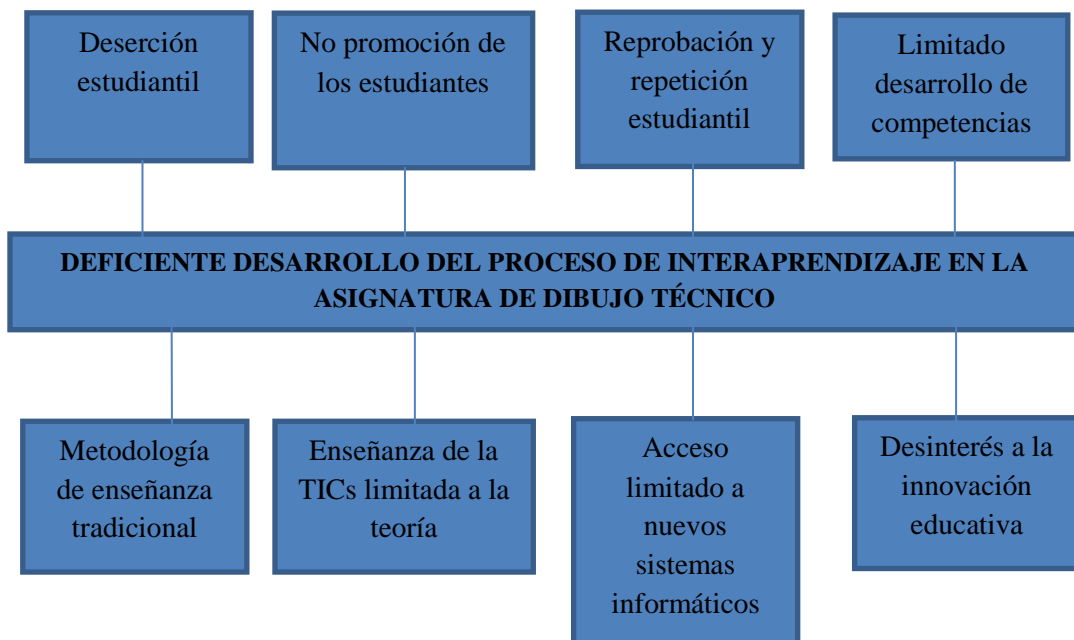 Deserción
estudiantil
No promoción de
los estudiantes
Reprobación y
repetición
estudiantil
Limitado
desarrollo de
competencias
DEFICIENTE DESARROLLO DEL PROCESO DE INTERAPRENDIZAJE EN LA
ASIGNATURA DE DIBUJO TÉCNICO
Metodología
de enseñanza
tradicional
Enseñanza de la
TICs limitada a la
teoría
Acceso
limitado a
nuevos
sistemas
informáticos
Desinterés a la
innovación
educativa